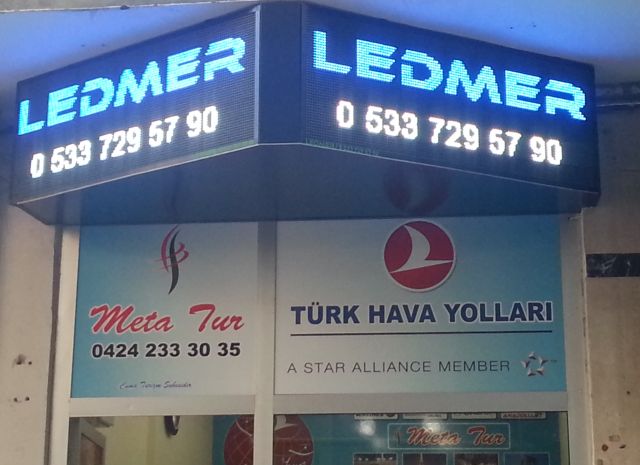 LEDMER
0 533 729 57 90
LEDMER
0 533 729 57 90
Meta Tur
0424 233 30 35
TÜRK HAVA YOLLARI
A STAR ALLIANCE MEMBER
Meta Tur